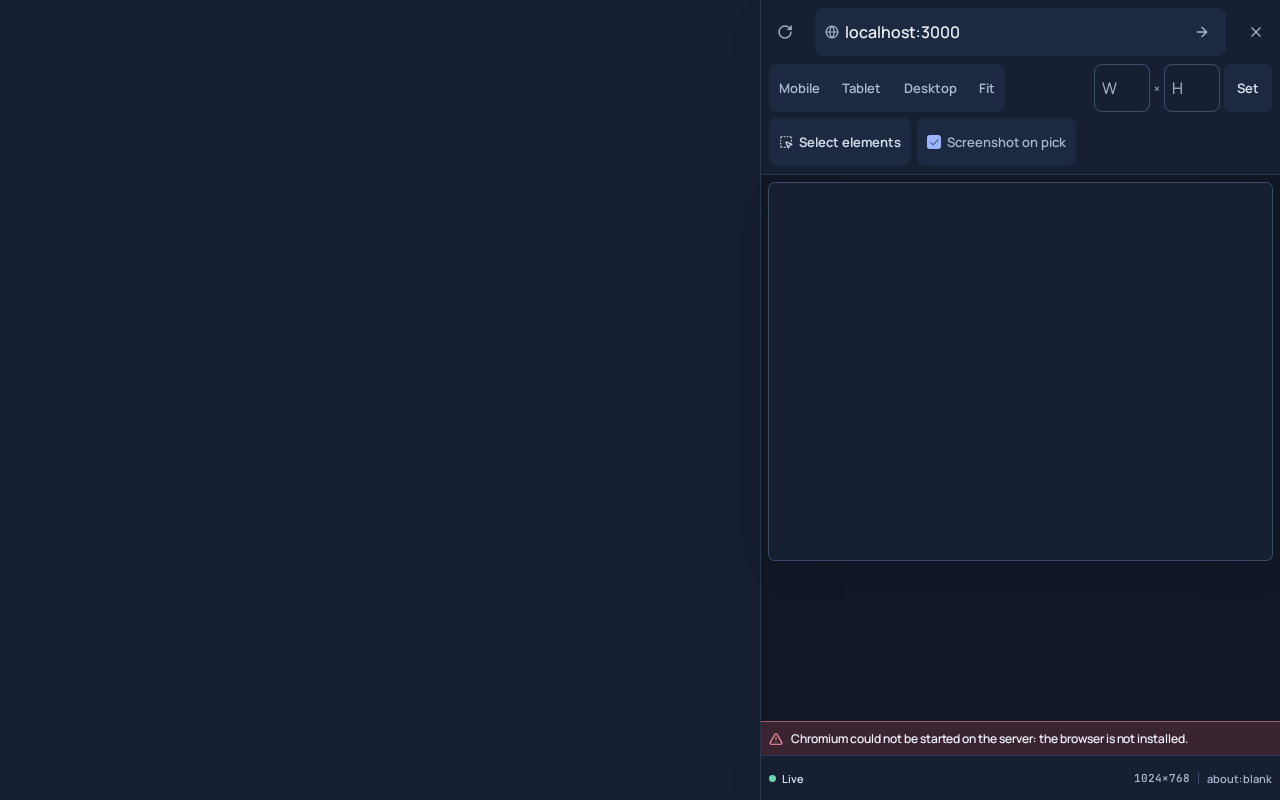 localhost:3000
Mobile Tablet Desktop Fit W × H Set
Select elements Screenshot on pick
Chromium could not be started on the server: the browser is not installed.
Live 1024×768 about:blank